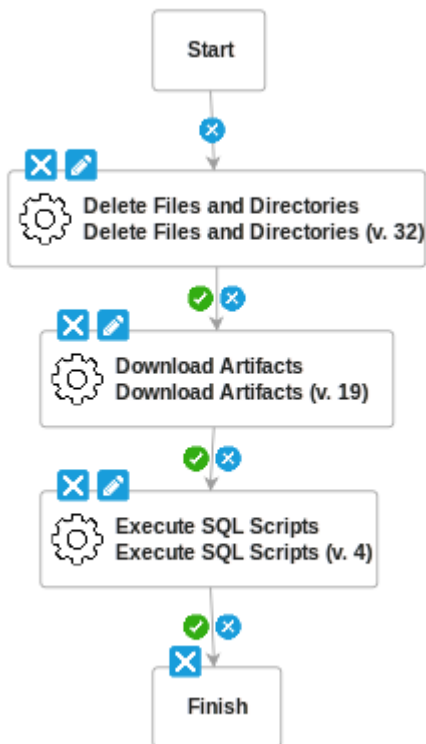 Start
Delete Files and Directories
Delete Files and Directories (v. 32)
Download Artifacts
Download Artifacts (v. 19)
Execute SQL Scripts
Execute SQL Scripts (v. 4)
Finish